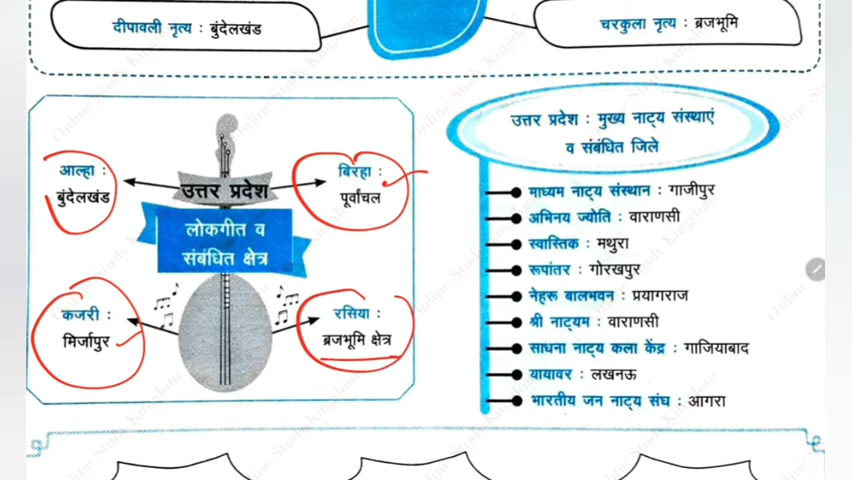 दीपावली नृत्य : बुंदेलखंड
चरकुला नृत्य : ब्रजभूमि
आल्हा :
बुंदेलखंड
बिरहा :
पूर्वांचल
उत्तर प्रदेश
लोकगीत व
संबंधित क्षेत्र
कजरी :
मिर्जापुर
रसिया :
ब्रजभूमि क्षेत्र
उत्तर प्रदेश : मुख्य नाट्य संस्थाएं
व संबंधित जिले
माध्यम नाट्य संस्थान : गाजीपुर
अभिनय ज्योति : वाराणसी
स्वास्तिक : मथुरा
रूपांतर : गोरखपुर
नेहरू बालभवन : प्रयागराज
श्री नाट्यम : वाराणसी
साधना नाट्य कला केंद्र : गाजियाबाद
यायावर : लखनऊ
भारतीय जन नाट्य संघ : आगरा